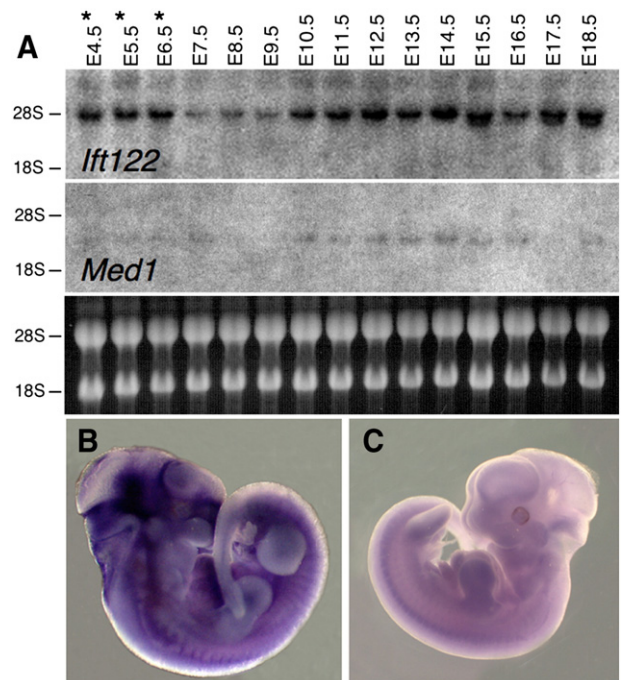 A
* * *
E4.5 E5.5 E6.5 E7.5 E8.5 E9.5 E10.5 E11.5 E12.5 E13.5 E14.5 E15.5 E16.5 E17.5 E18.5
28S –
18S –
Ift122
28S –
18S –
Med1
28S –
18S –
B
C